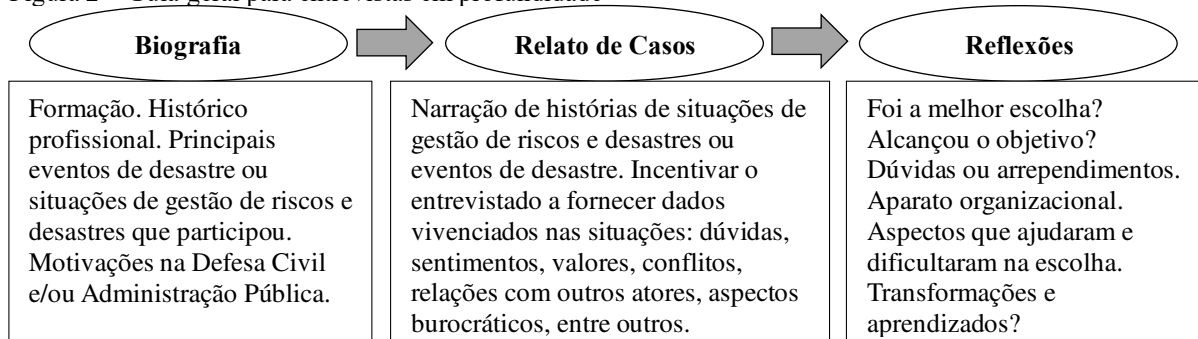 Figura 2 – Guia geral para entrevistas em profundidade
Biografia
Formação. Histórico
profissional. Principais
eventos de desastre ou
situações de gestão de riscos e
desastres que participou.
Motivações na Defesa Civil
e/ou Administração Pública.
Relato de Casos
Narração de histórias de situações de
gestão de riscos e desastres ou
eventos de desastre. Incentivar o
entrevistado a fornecer dados
vivenciados nas situações: dúvidas,
sentimentos, valores, conflitos,
relações com outros atores, aspectos
burocráticos, entre outros.
Reflexões
Foi a melhor escolha?
Alcançou o objetivo?
Dúvidas ou arrependimentos.
Aparato organizacional.
Aspectos que ajudaram e
dificultaram na escolha.
Transformações e
aprendizados?